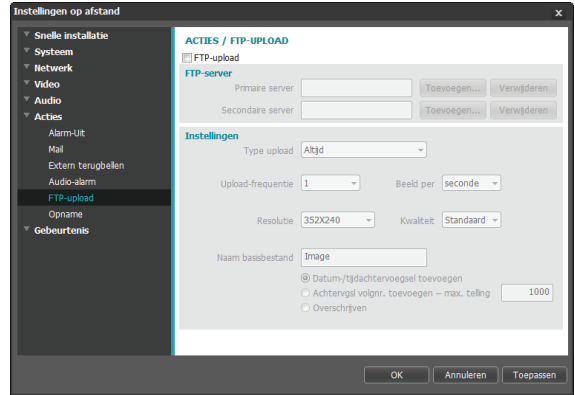 Instellingen op afstand x
Snelle installatie
Systeem
Netwerk
Video
Audio
Acties
Alarm-Uit
Mail
Extern terugbellen
Audio-alarm
FTP-upload
Opname
Gebeurtenis
ACTIES / FTP-UPLOAD
FTP-upload
FTP-server
Primaire server Toevoegen... Verwijderen
Secondaire server Toevoegen... Verwijderen
Instellingen
Type upload Altijd
Upload-frequentie 1 Beeld per seconde
Resolutie 352X240 Kwaliteit Standaard
Naam basisbestand Image
Datum-/tijdachtervoegsel toevoegen
Achtervgsl volgnr. toevoegen – max. telling 1000
Overschrijven
OK Annuleren Toepassen